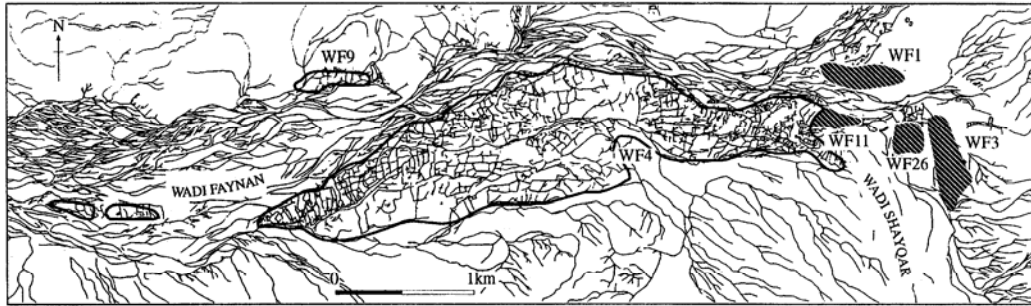 N
WF9
WF1
WF11
WF26
WF3
WF4
WADI FAYNAN
WADI SHAYQAR
0 1km